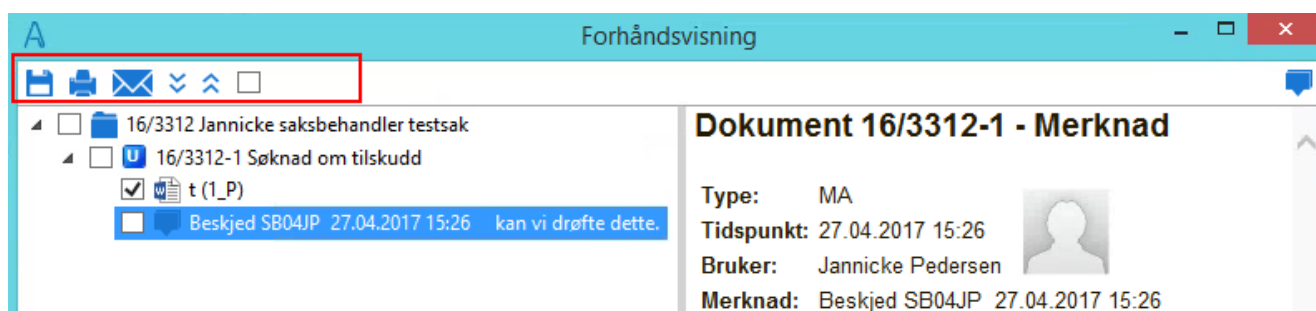 Forhåndsvisning
16/3312 Jannicke saksbehandler testsak
U 16/3312-1 Søknad om tilskudd
W t (1_P)
Beskjed SB04JP 27.04.2017 15:26 kan vi drøfte dette.
Dokument 16/3312-1 - Merknad
Type: MA
Tidspunkt: 27.04.2017 15:26
Bruker: Jannicke Pedersen
Merknad: Beskjed SB04JP 27.04.2017 15:26